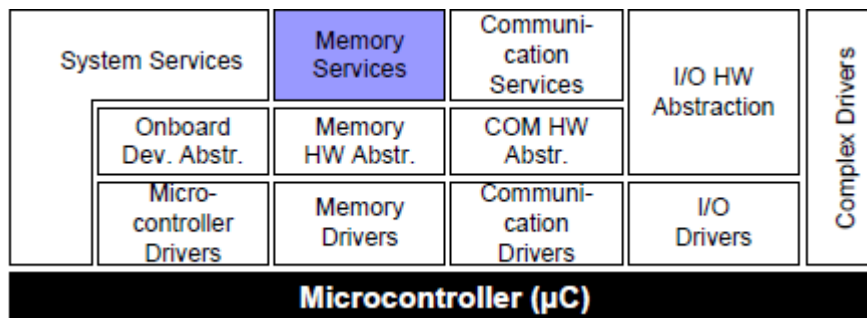 System Services
Memory
Services
Communi-
cation
Services
I/O HW
Abstraction
Complex Drivers
Onboard
Dev. Abstr.
Memory
HW Abstr.
COM HW
Abstr.
Micro-
controller
Drivers
Memory
Drivers
Communi-
cation
Drivers
I/O
Drivers
Microcontroller (µC)